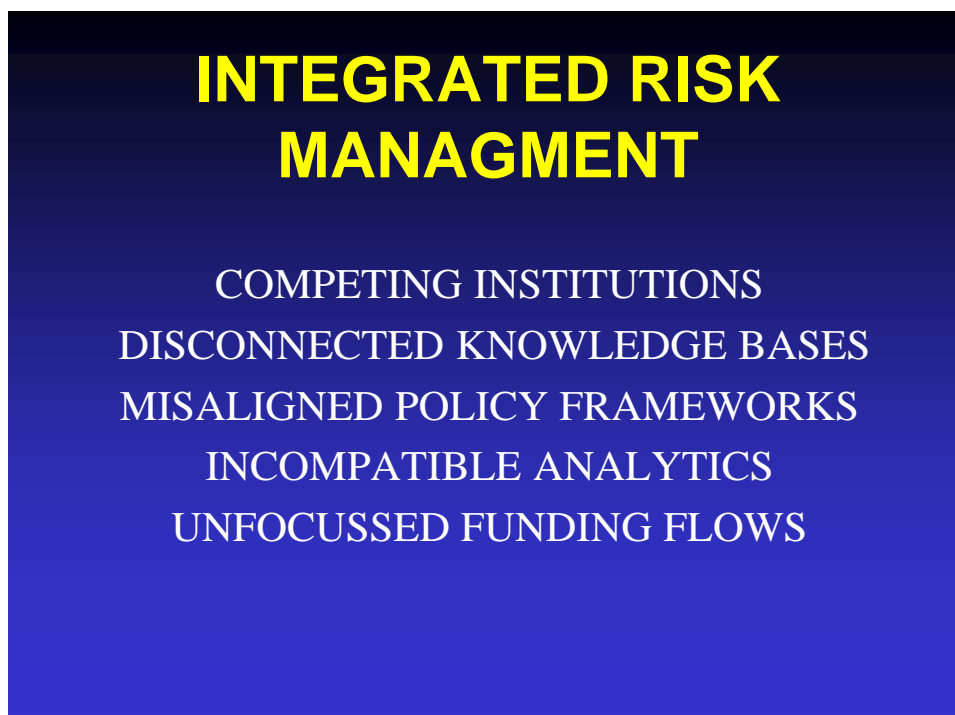 INTEGRATED RISK
MANAGMENT
COMPETING INSTITUTIONS
DISCONNECTED KNOWLEDGE BASES
MISALIGNED POLICY FRAMEWORKS
INCOMPATIBLE ANALYTICS
UNFOCUSSED FUNDING FLOWS